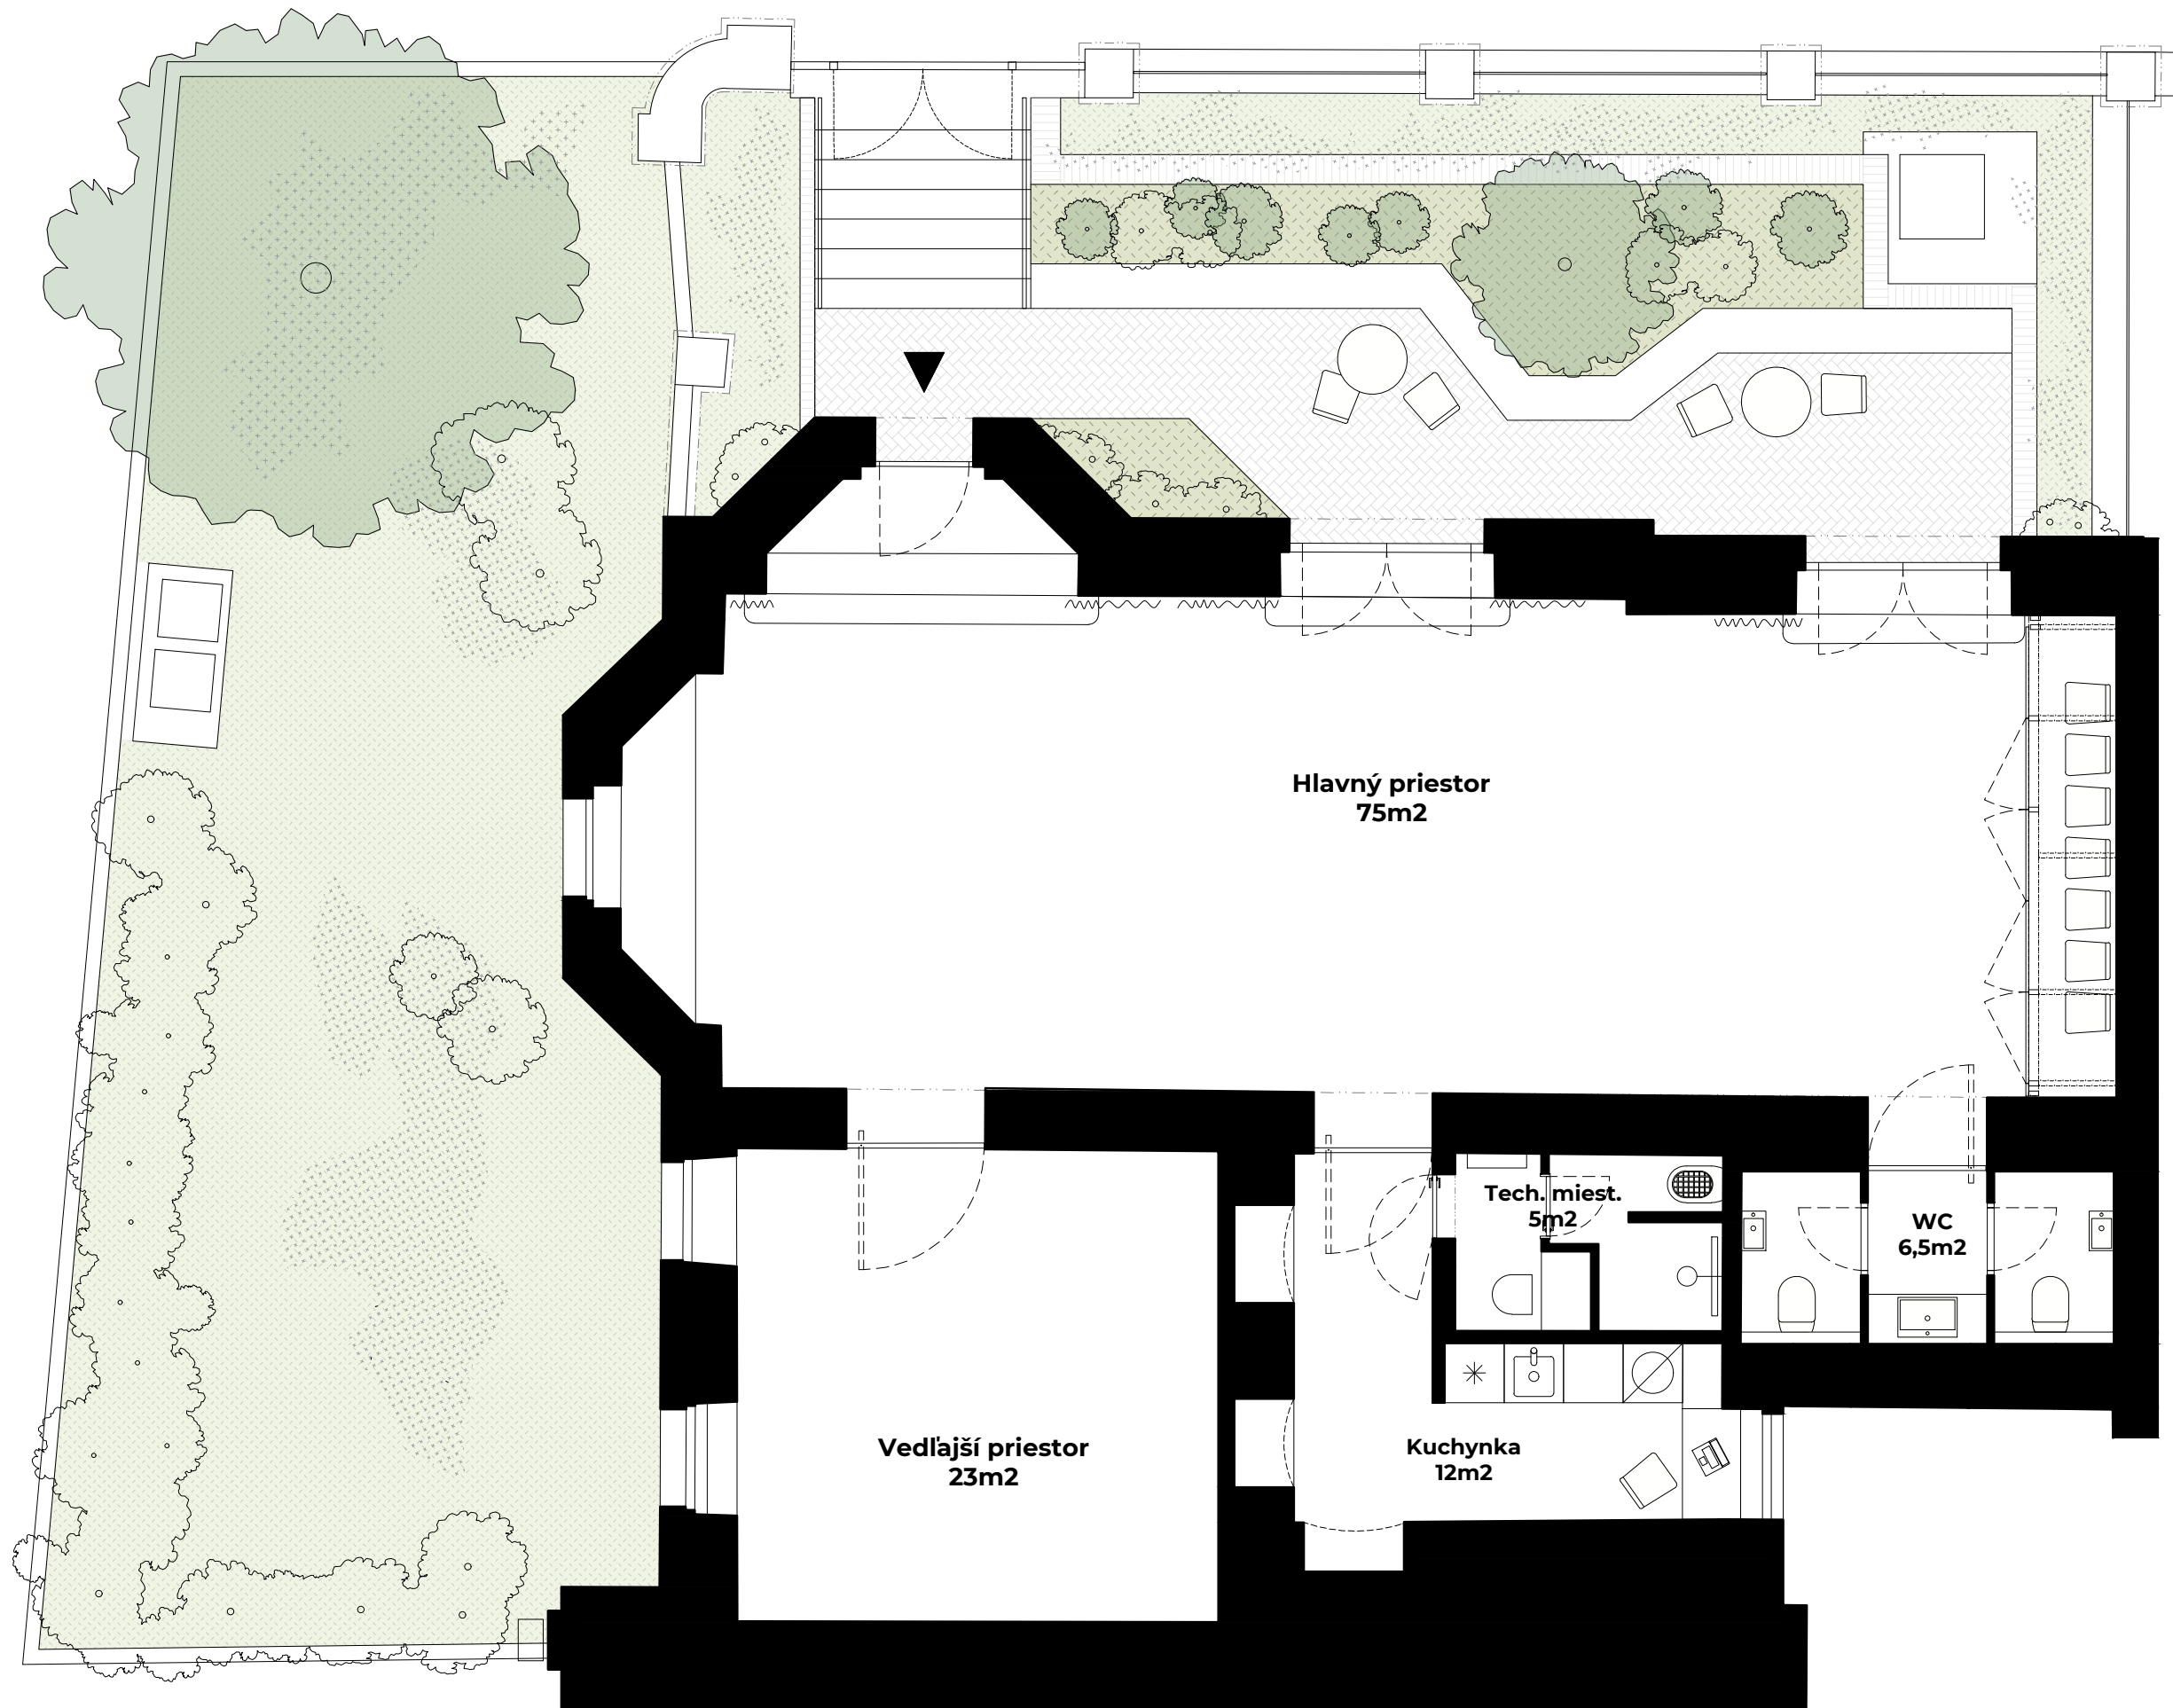 Hlavný priestor
75m2
Tech. miest.
5m2
WC
6,5m2
Vedľajší priestor
23m2
Kuchynka
12m2